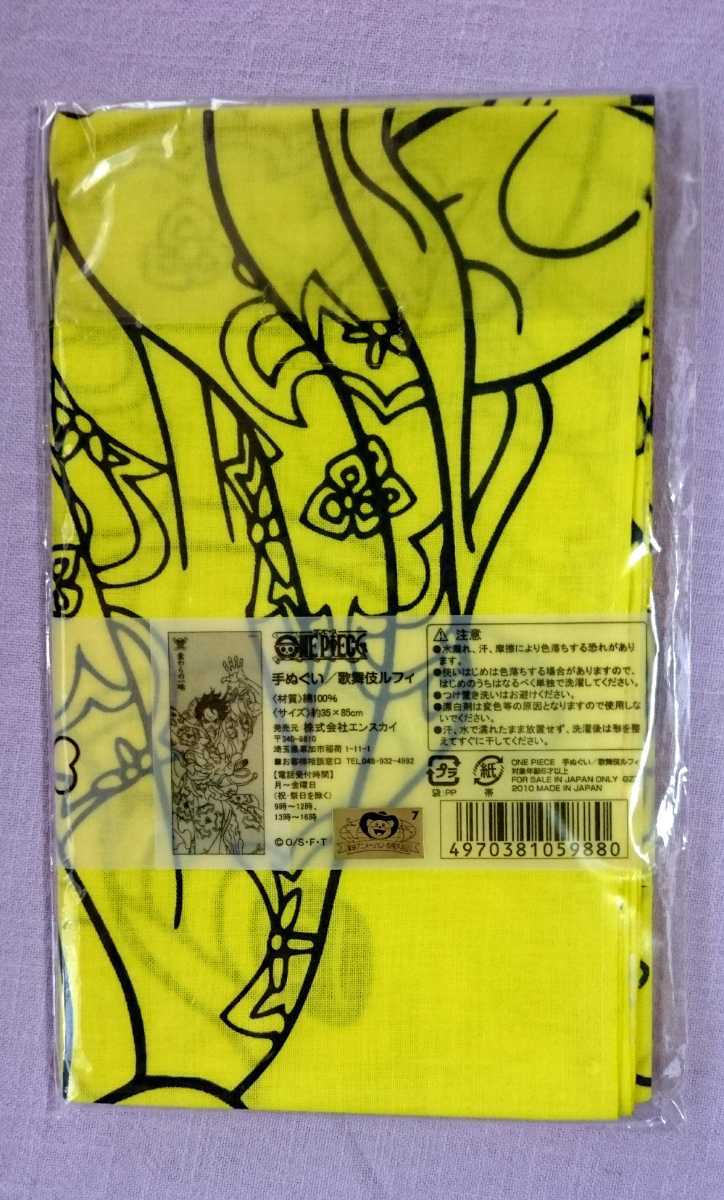 ONE PIECE
手ぬぐい/歌舞伎ルフィ
〈材質〉綿100%
〈サイズ〉約35×85cm
発売元 株式会社エンスカイ
〒340-8810
埼玉県草加市稲荷 1-11-1
■お客様相談窓口 TEL.048-932-4992
【電話受付時間】
月〜金曜日
(祝・祭日を除く)
9時〜12時、
13時〜16時
©O/S・F・T
7
注意
●水濡れ、汗、摩擦により色落ちする恐れがあり
ます。
●使いはじめは色落ちする場合がありますので、
はじめのうちはなるべく単独で洗濯してください。
●つけ置き洗いはお避けください。
●漂白剤は変色等の原因となりますので使用しな
いでください。
●汗、水で濡れたまま放置せず、洗濯後は形を整
えてすぐに干してください。
プラ
袋:PP
紙
帯
ONE PIECE 手ぬぐい/歌舞伎ルフィ
対象年齢6才以上
FOR SALE IN JAPAN ONLY
2010 MADE IN JAPAN
4970381059880